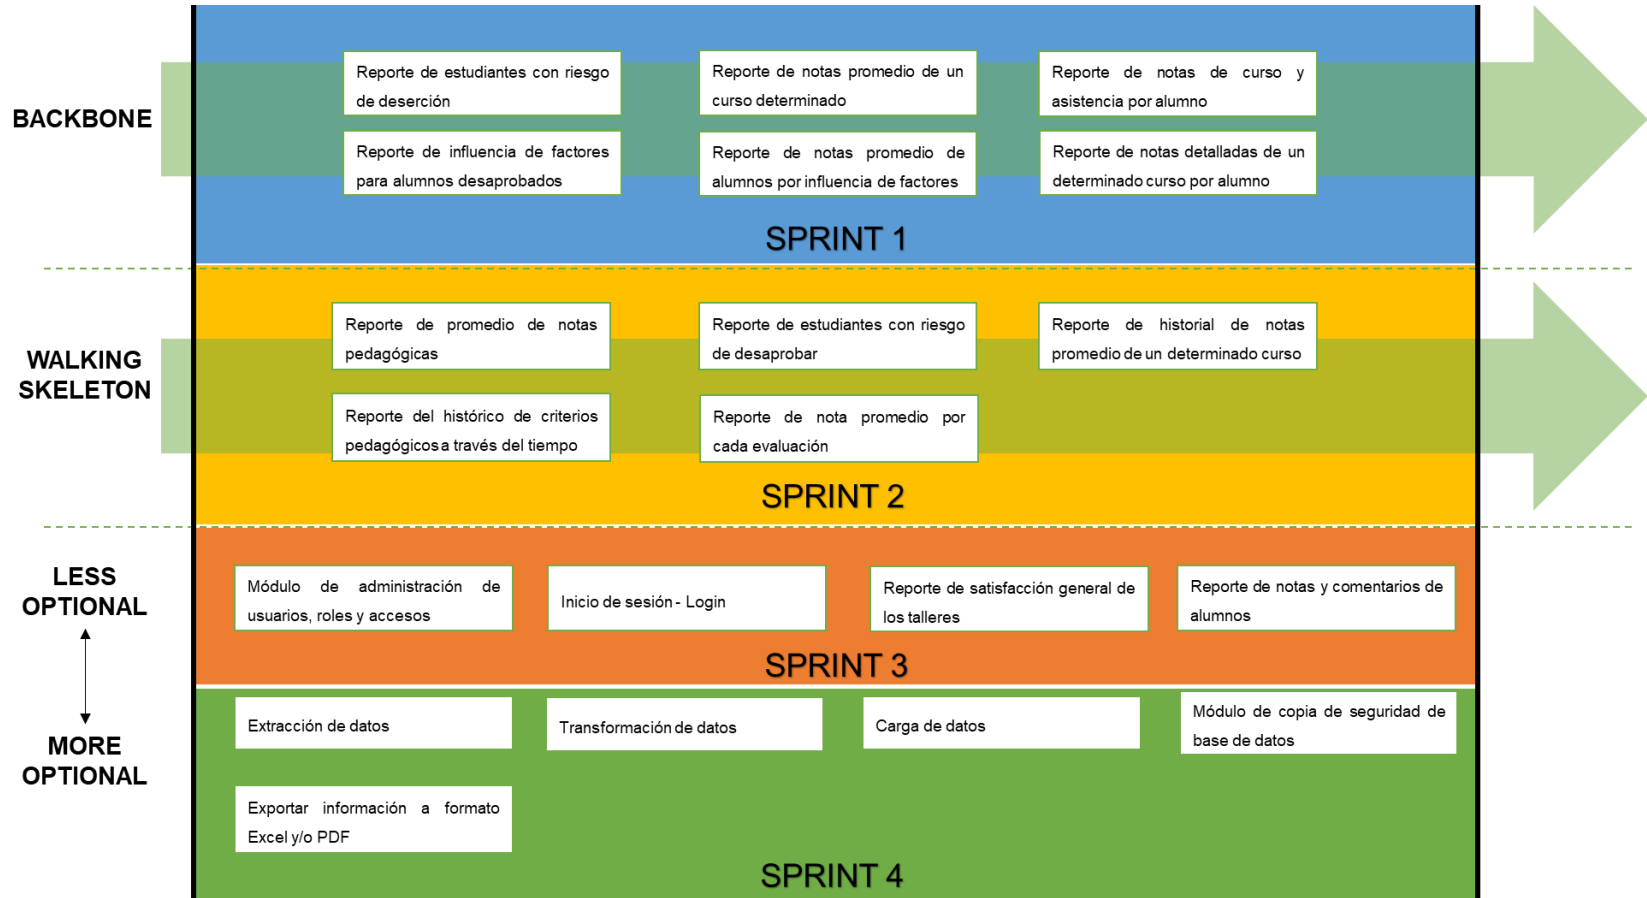 BACKBONE
Reporte de estudiantes con riesgo
de deserción
Reporte de notas promedio de un
curso determinado
Reporte de notas de curso y
asistencia por alumno
Reporte de influencia de factores
para alumnos desaprobados
Reporte de notas promedio de
alumnos por influencia de factores
Reporte de notas detalladas de un
determinado curso por alumno
SPRINT 1
WALKING
SKELETON
Reporte de promedio de notas
pedagógicas
Reporte de estudiantes con riesgo
de desaprobar
Reporte de historial de notas
promedio de un determinado curso
Reporte del histórico de criterios
pedagógicos a través del tiempo
Reporte de nota promedio por
cada evaluación
SPRINT 2
LESS
OPTIONAL
Módulo de administración de
usuarios, roles y accesos
Inicio de sesión - Login
Reporte de satisfacción general de
los talleres
Reporte de notas y comentarios de
alumnos
SPRINT 3
MORE
OPTIONAL
Extracción de datos
Transformación de datos
Carga de datos
Módulo de copia de seguridad de
base de datos
Exportar información a formato
Excel y/o PDF
SPRINT 4